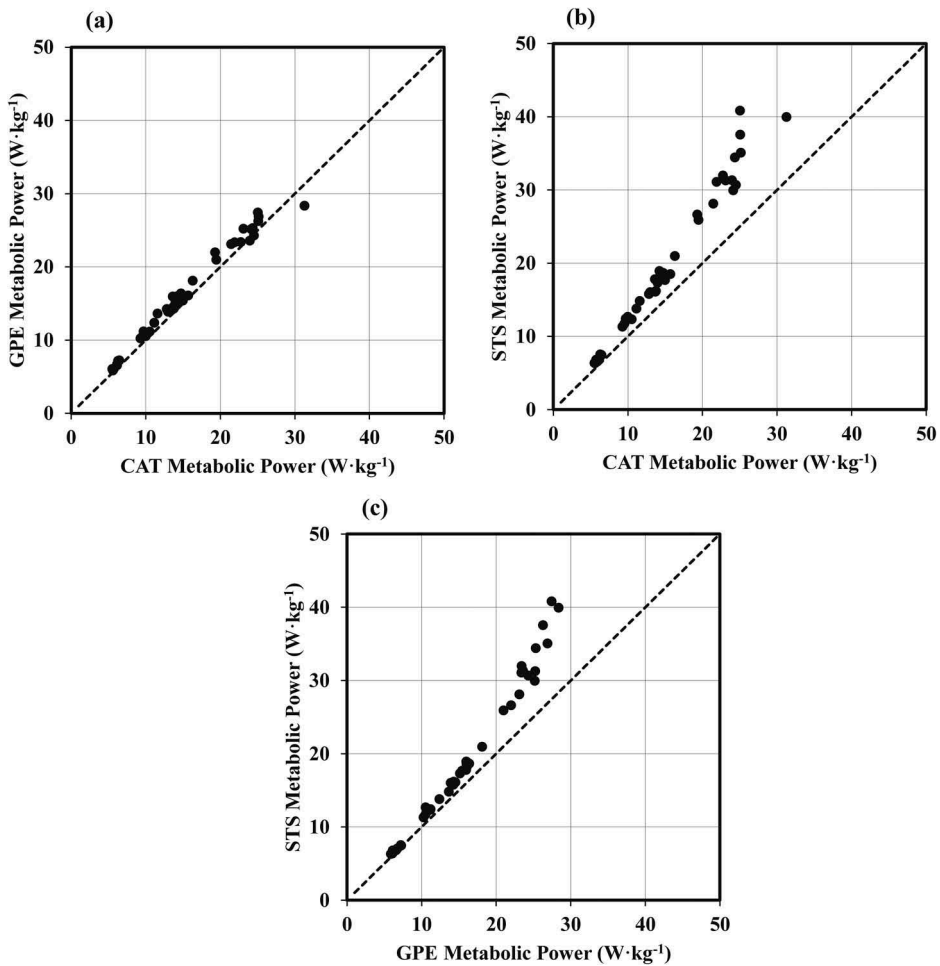 (a)
50
40
30
20
10
0
GPE Metabolic Power (W·kg-1)
0 10 20 30 40 50
CAT Metabolic Power (W·kg-1)
(b)
50
40
30
20
10
0
STS Metabolic Power (W·kg-1)
0 10 20 30 40 50
CAT Metabolic Power (W·kg-1)
(c)
50
40
30
20
10
0
STS Metabolic Power (W·kg-1)
0 10 20 30 40 50
GPE Metabolic Power (W·kg-1)